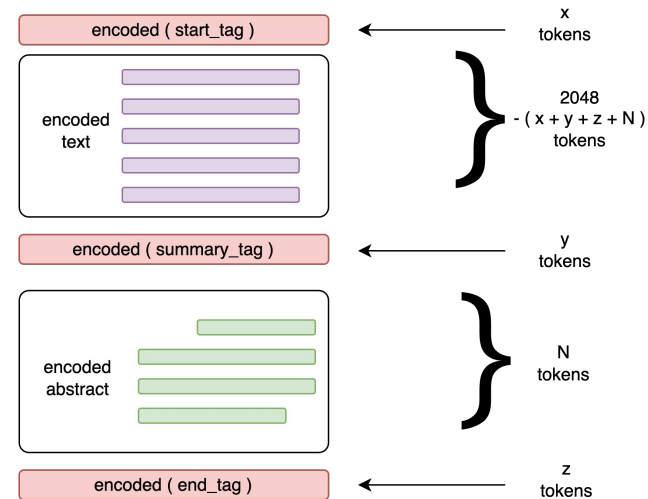 encoded ( start_tag )
x
tokens
encoded
text
2048
- ( x + y + z + N )
tokens
encoded ( summary_tag )
y
tokens
encoded
abstract
N
tokens
encoded ( end_tag )
z
tokens